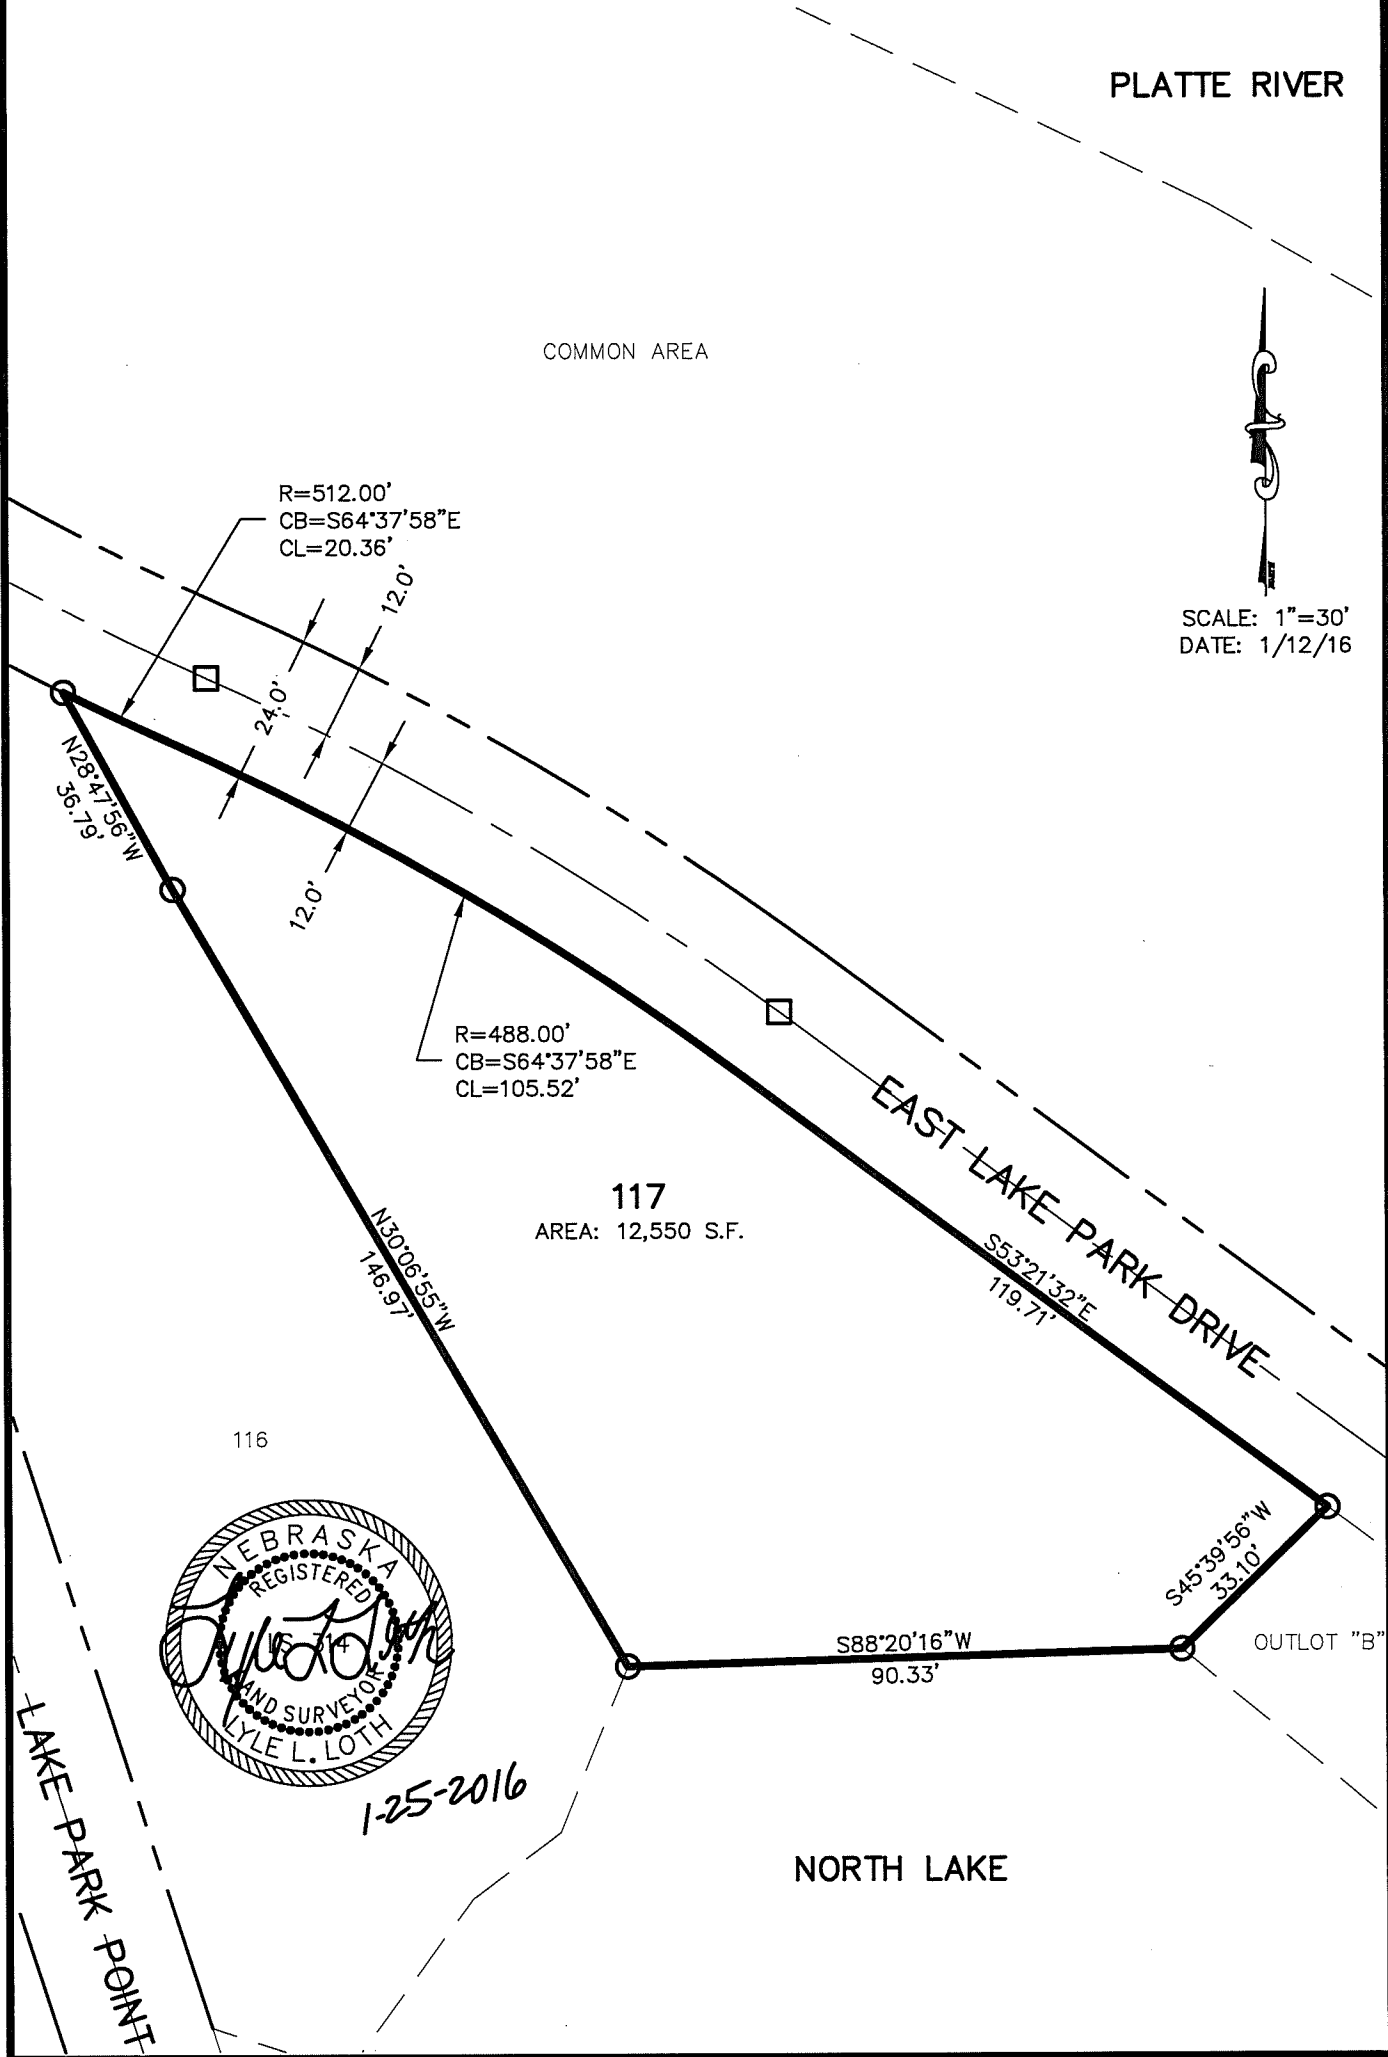 PLATTE RIVER
COMMON AREA
SCALE: 1"=30'
DATE: 1/12/16
R=512.00'
CB=S64°37'58"E
CL=20.36'
12.0'
24.0'
12.0'
N28°47'56"W
36.79'
R=488.00'
CB=S64°37'58"E
CL=105.52'
EAST LAKE PARK DRIVE
117
AREA: 12,550 S.F.
N30°06'55"W
146.97'
S53°21'32"E
119.71'
116
S45°39'56"W
33.10'
S88°20'16"W
90.33'
OUTLOT "B"
NEBRASKA
REGISTERED
LS 314
LAND SURVEYOR
LYLE L. LOTH
Lyle L. Loth
1-25-2016
LAKE PARK POINT
NORTH LAKE